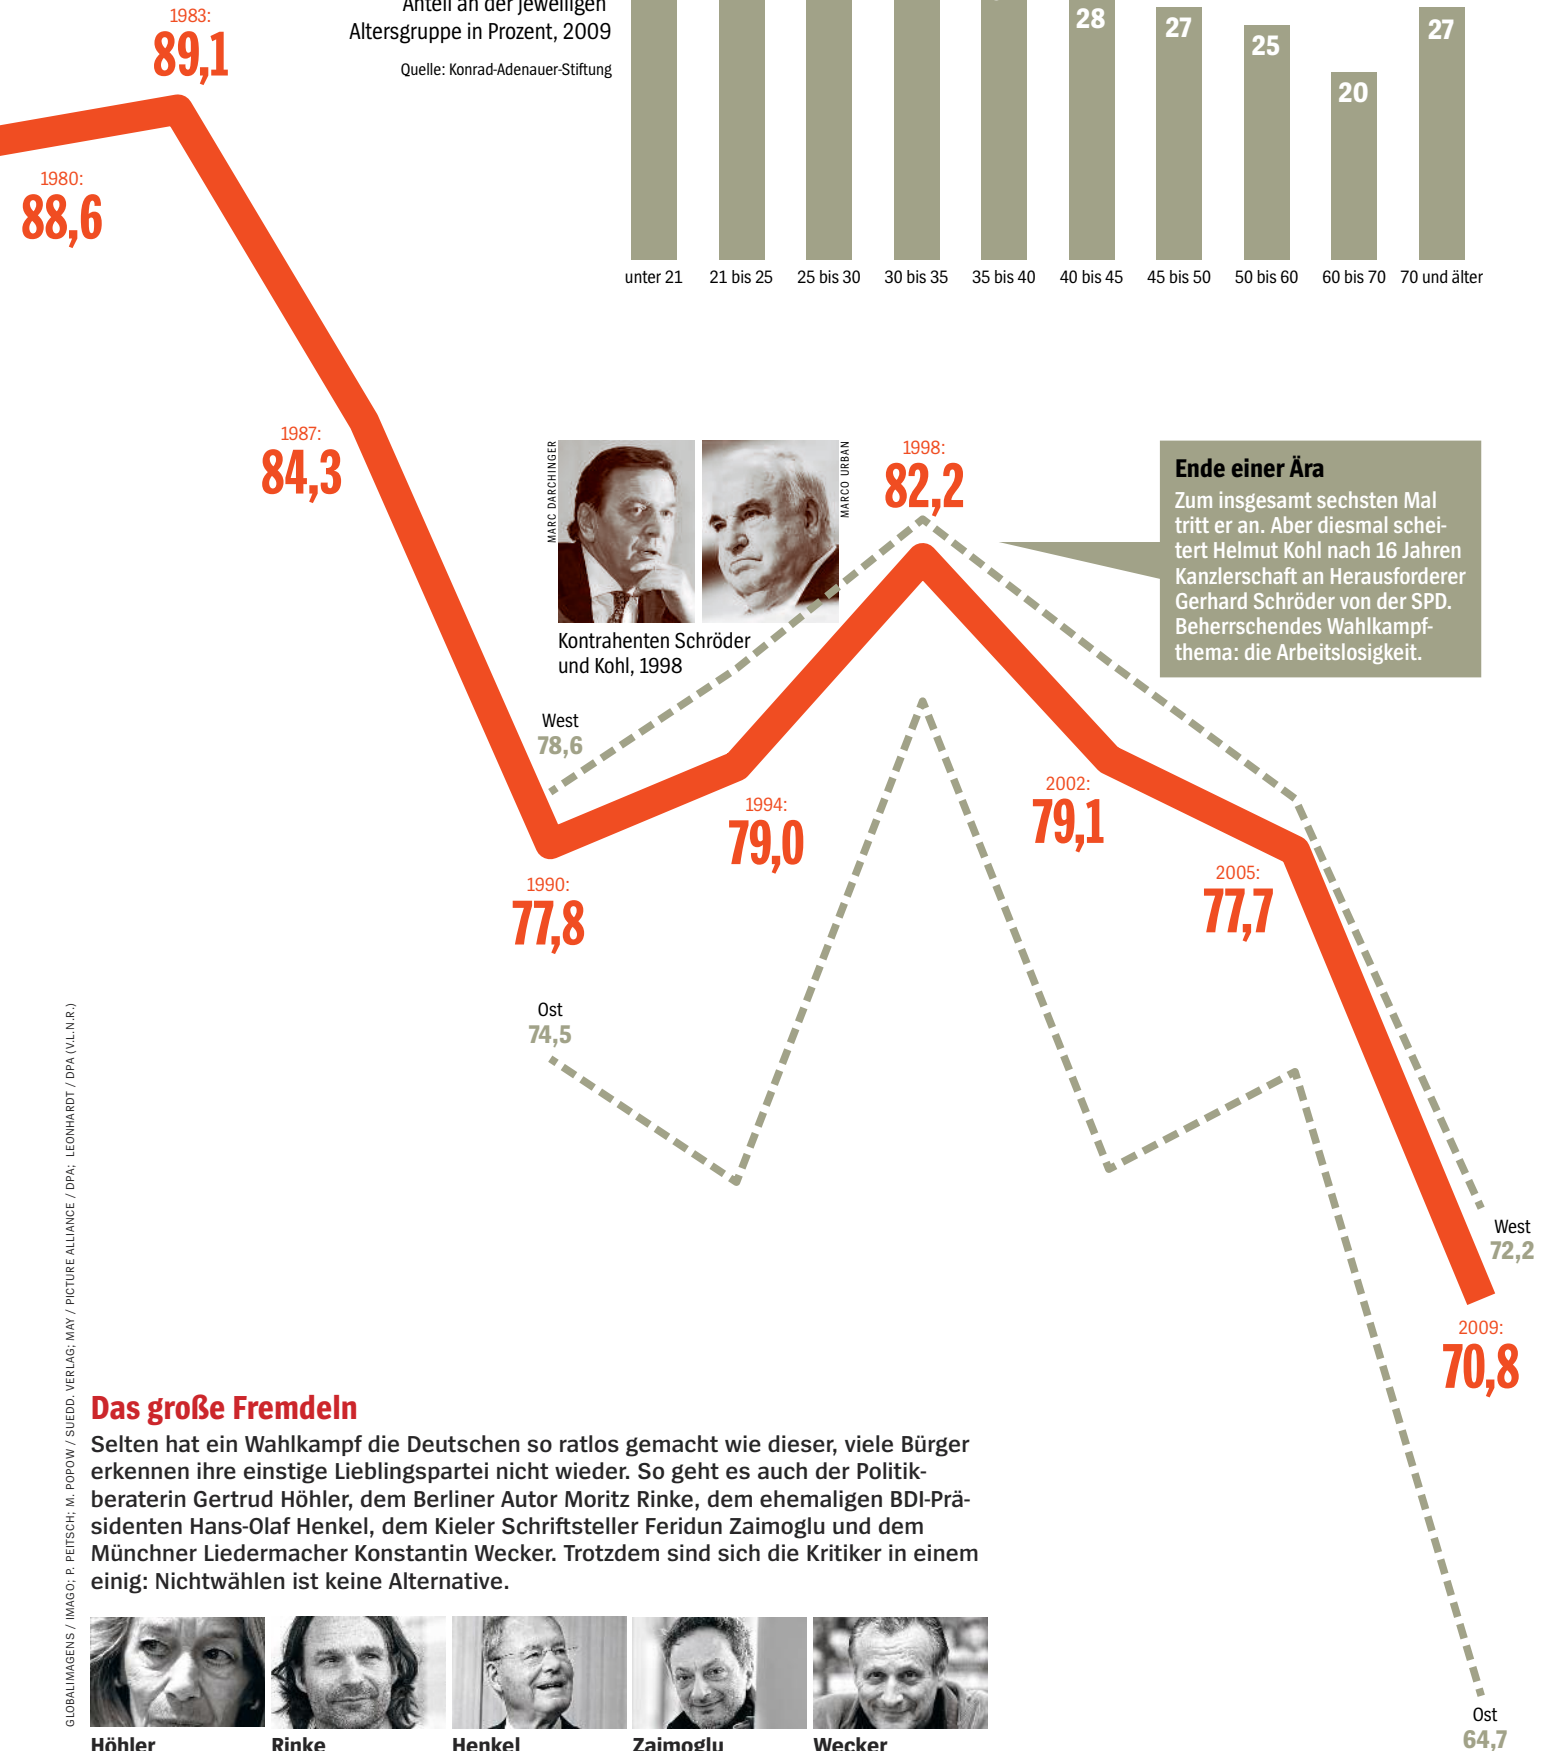 Anteil an der jeweiligen
Altersgruppe in Prozent, 2009
Quelle: Konrad-Adenauer-Stiftung
28
27
25
20
27
unter 21
21 bis 25
25 bis 30
30 bis 35
35 bis 40
40 bis 45
45 bis 50
50 bis 60
60 bis 70
70 und älter
1983:
89,1
1980:
88,6
1987:
84,3
MARC DARCHINGER
MARCO URBAN
Kontrahenten Schröder
und Kohl, 1998
1998:
82,2
Ende einer Ära
Zum insgesamt sechsten Mal
tritt er an. Aber diesmal schei-
tert Helmut Kohl nach 16 Jahren
Kanzlerschaft an Herausforderer
Gerhard Schröder von der SPD.
Beherrschendes Wahlkampf-
thema: die Arbeitslosigkeit.
West
78,6
1994:
79,0
2002:
79,1
2005:
77,7
1990:
77,8
Ost
74,5
West
72,2
2009:
70,8
Ost
64,7
GLOBALIMAGENS / IMAGO; P. PEITSCH; M. POPOW / SUEDD. VERLAG; MAY / PICTURE ALLIANCE / DPA; LEONHARDT / DPA (V.L.N.R.)
Das große Fremdeln
Selten hat ein Wahlkampf die Deutschen so ratlos gemacht wie dieser, viele Bürger
erkennen ihre einstige Lieblingspartei nicht wieder. So geht es auch der Politik-
beraterin Gertrud Höhler, dem Berliner Autor Moritz Rinke, dem ehemaligen BDI-Prä-
sidenten Hans-Olaf Henkel, dem Kieler Schriftsteller Feridun Zaimoglu und dem
Münchner Liedermacher Konstantin Wecker. Trotzdem sind sich die Kritiker in einem
einig: Nichtwählen ist keine Alternative.
Höhler
Rinke
Henkel
Zaimoglu
Wecker